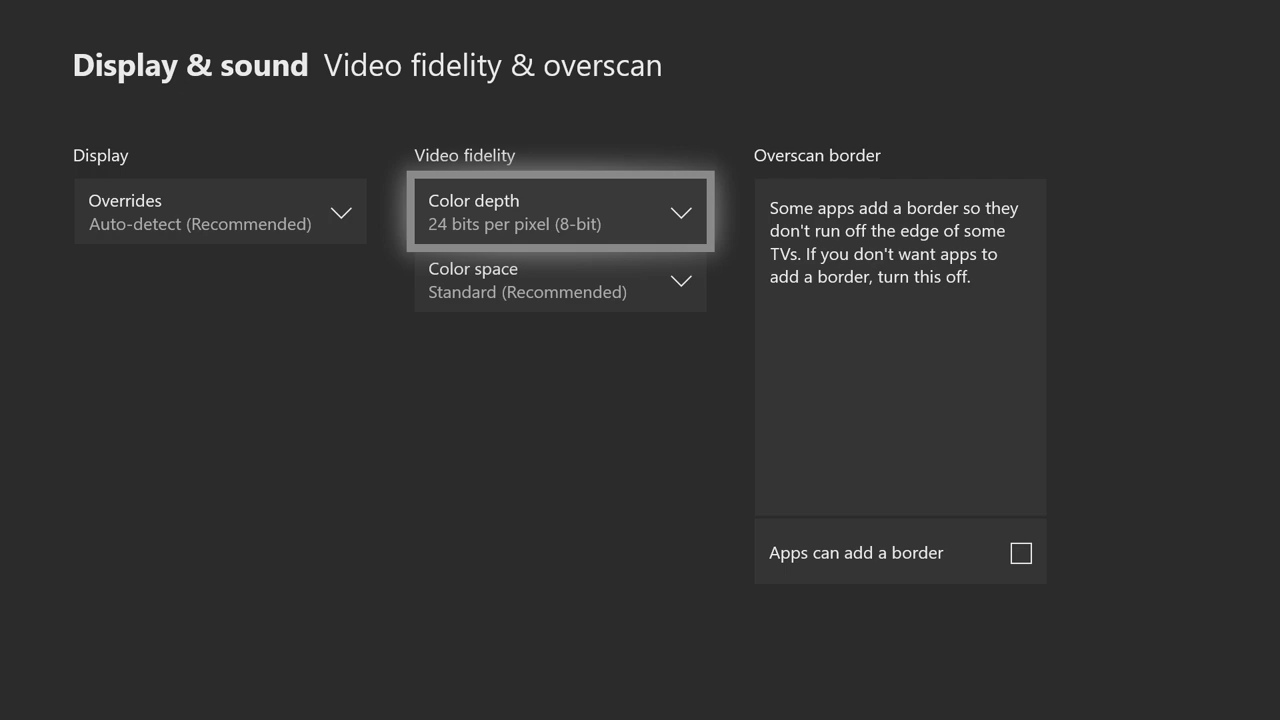 Display & sound Video fidelity & overscan
Display
Overrides
Auto-detect (Recommended)
Video fidelity
Color depth
24 bits per pixel (8-bit)
Color space
Standard (Recommended)
Overscan border
Some apps add a border so they
don't run off the edge of some
TVs. If you don't want apps to
add a border, turn this off.
Apps can add a border